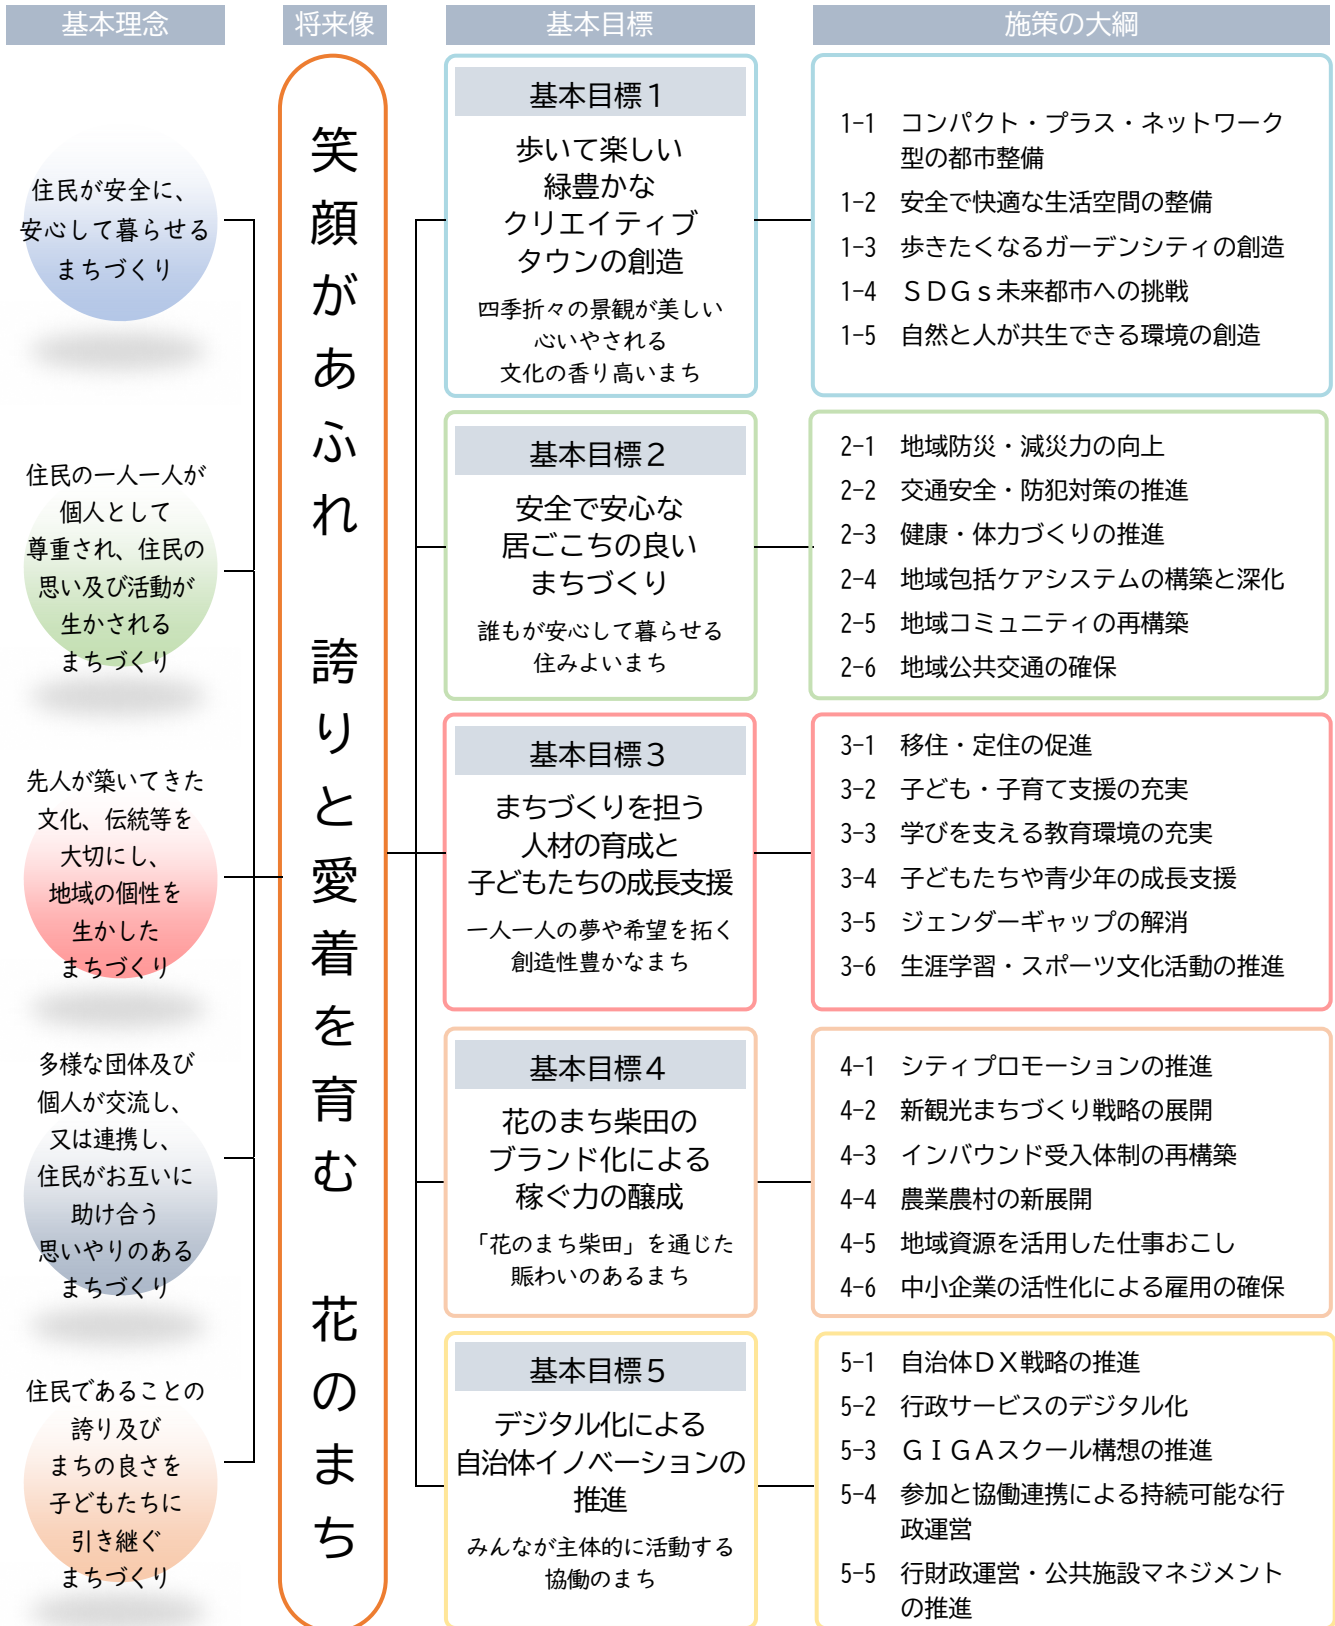 基本理念
住民が安全に、
安心して暮らせる
まちづくり
住民の一人一人が
個人として
尊重され、住民の
思い及び活動が
生かされる
まちづくり
先人が築いてきた
文化、伝統等を
大切にし、
地域の個性を
生かした
まちづくり
多様な団体及び
個人が交流し、
又は連携し、
住民がお互いに
助け合う
思いやりのある
まちづくり
住民であることの
誇り及び
まちの良さを
子どもたちに
引き継ぐ
まちづくり
将来像
笑顔があふれ　誇りと愛着を育む　花のまち
基本目標
基本目標１
歩いて楽しい
緑豊かな
クリエイティブ
タウンの創造
四季折々の景観が美しい
心いやされる
文化の香り高いまち
基本目標２
安全で安心な
居ごこちの良い
まちづくり
誰もが安心して暮らせる
住みよいまち
基本目標３
まちづくりを担う
人材の育成と
子どもたちの成長支援
一人一人の夢や希望を拓く
創造性豊かなまち
基本目標４
花のまち柴田の
ブランド化による
稼ぐ力の醸成
「花のまち柴田」を通じた
賑わいのあるまち
基本目標５
デジタル化による
自治体イノベーションの
推進
みんなが主体的に活動する
協働のまち
施策の大綱
1-1　コンパクト・プラス・ネットワーク
型の都市整備
1-2　安全で快適な生活空間の整備
1-3　歩きたくなるガーデンシティの創造
1-4　ＳＤＧｓ未来都市への挑戦
1-5　自然と人が共生できる環境の創造
2-1　地域防災・減災力の向上
2-2　交通安全・防犯対策の推進
2-3　健康・体力づくりの推進
2-4　地域包括ケアシステムの構築と深化
2-5　地域コミュニティの再構築
2-6　地域公共交通の確保
3-1　移住・定住の促進
3-2　子ども・子育て支援の充実
3-3　学びを支える教育環境の充実
3-4　子どもたちや青少年の成長支援
3-5　ジェンダーギャップの解消
3-6　生涯学習・スポーツ文化活動の推進
4-1　シティプロモーションの推進
4-2　新観光まちづくり戦略の展開
4-3　インバウンド受入体制の再構築
4-4　農業農村の新展開
4-5　地域資源を活用した仕事おこし
4-6　中小企業の活性化による雇用の確保
5-1　自治体ＤＸ戦略の推進
5-2　行政サービスのデジタル化
5-3　ＧＩＧＡスクール構想の推進
5-4　参加と協働連携による持続可能な行
政運営
5-5　行財政運営・公共施設マネジメント
の推進